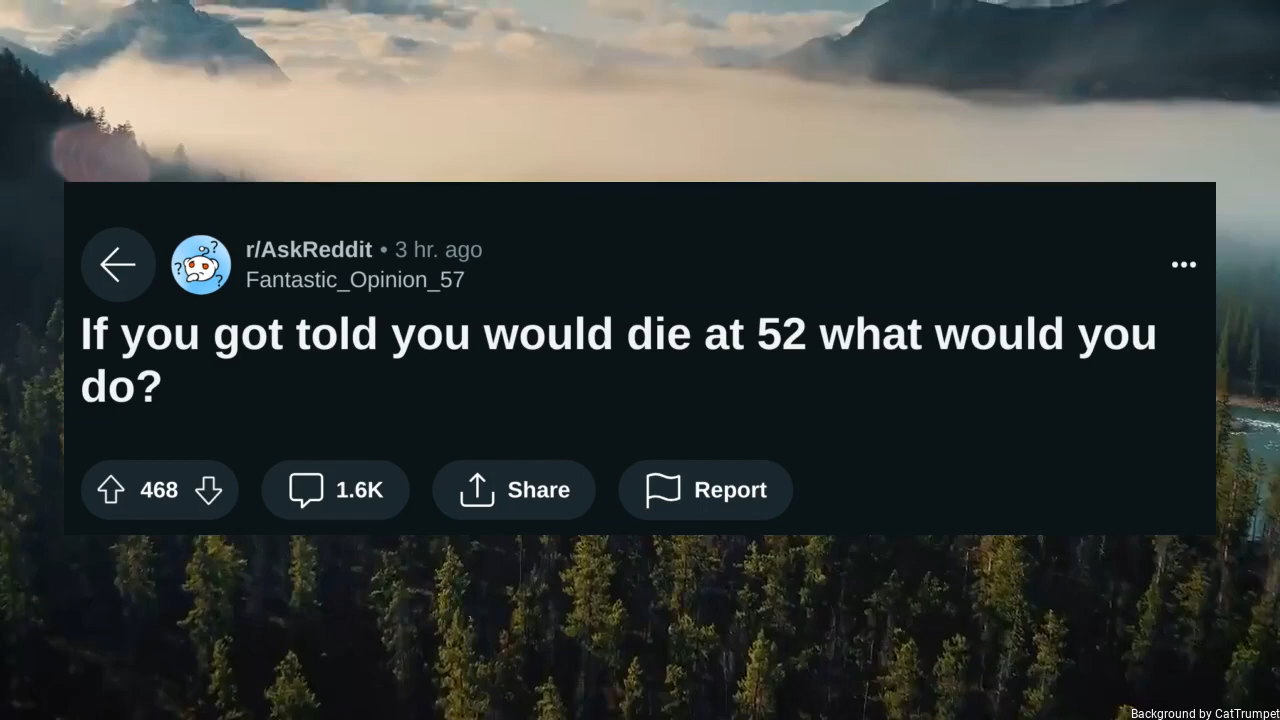 r/AskReddit • 3 hr. ago
Fantastic_Opinion_57
If you got told you would die at 52 what would you
do?
468 1.6K Share Report
Background by CatTrumpet